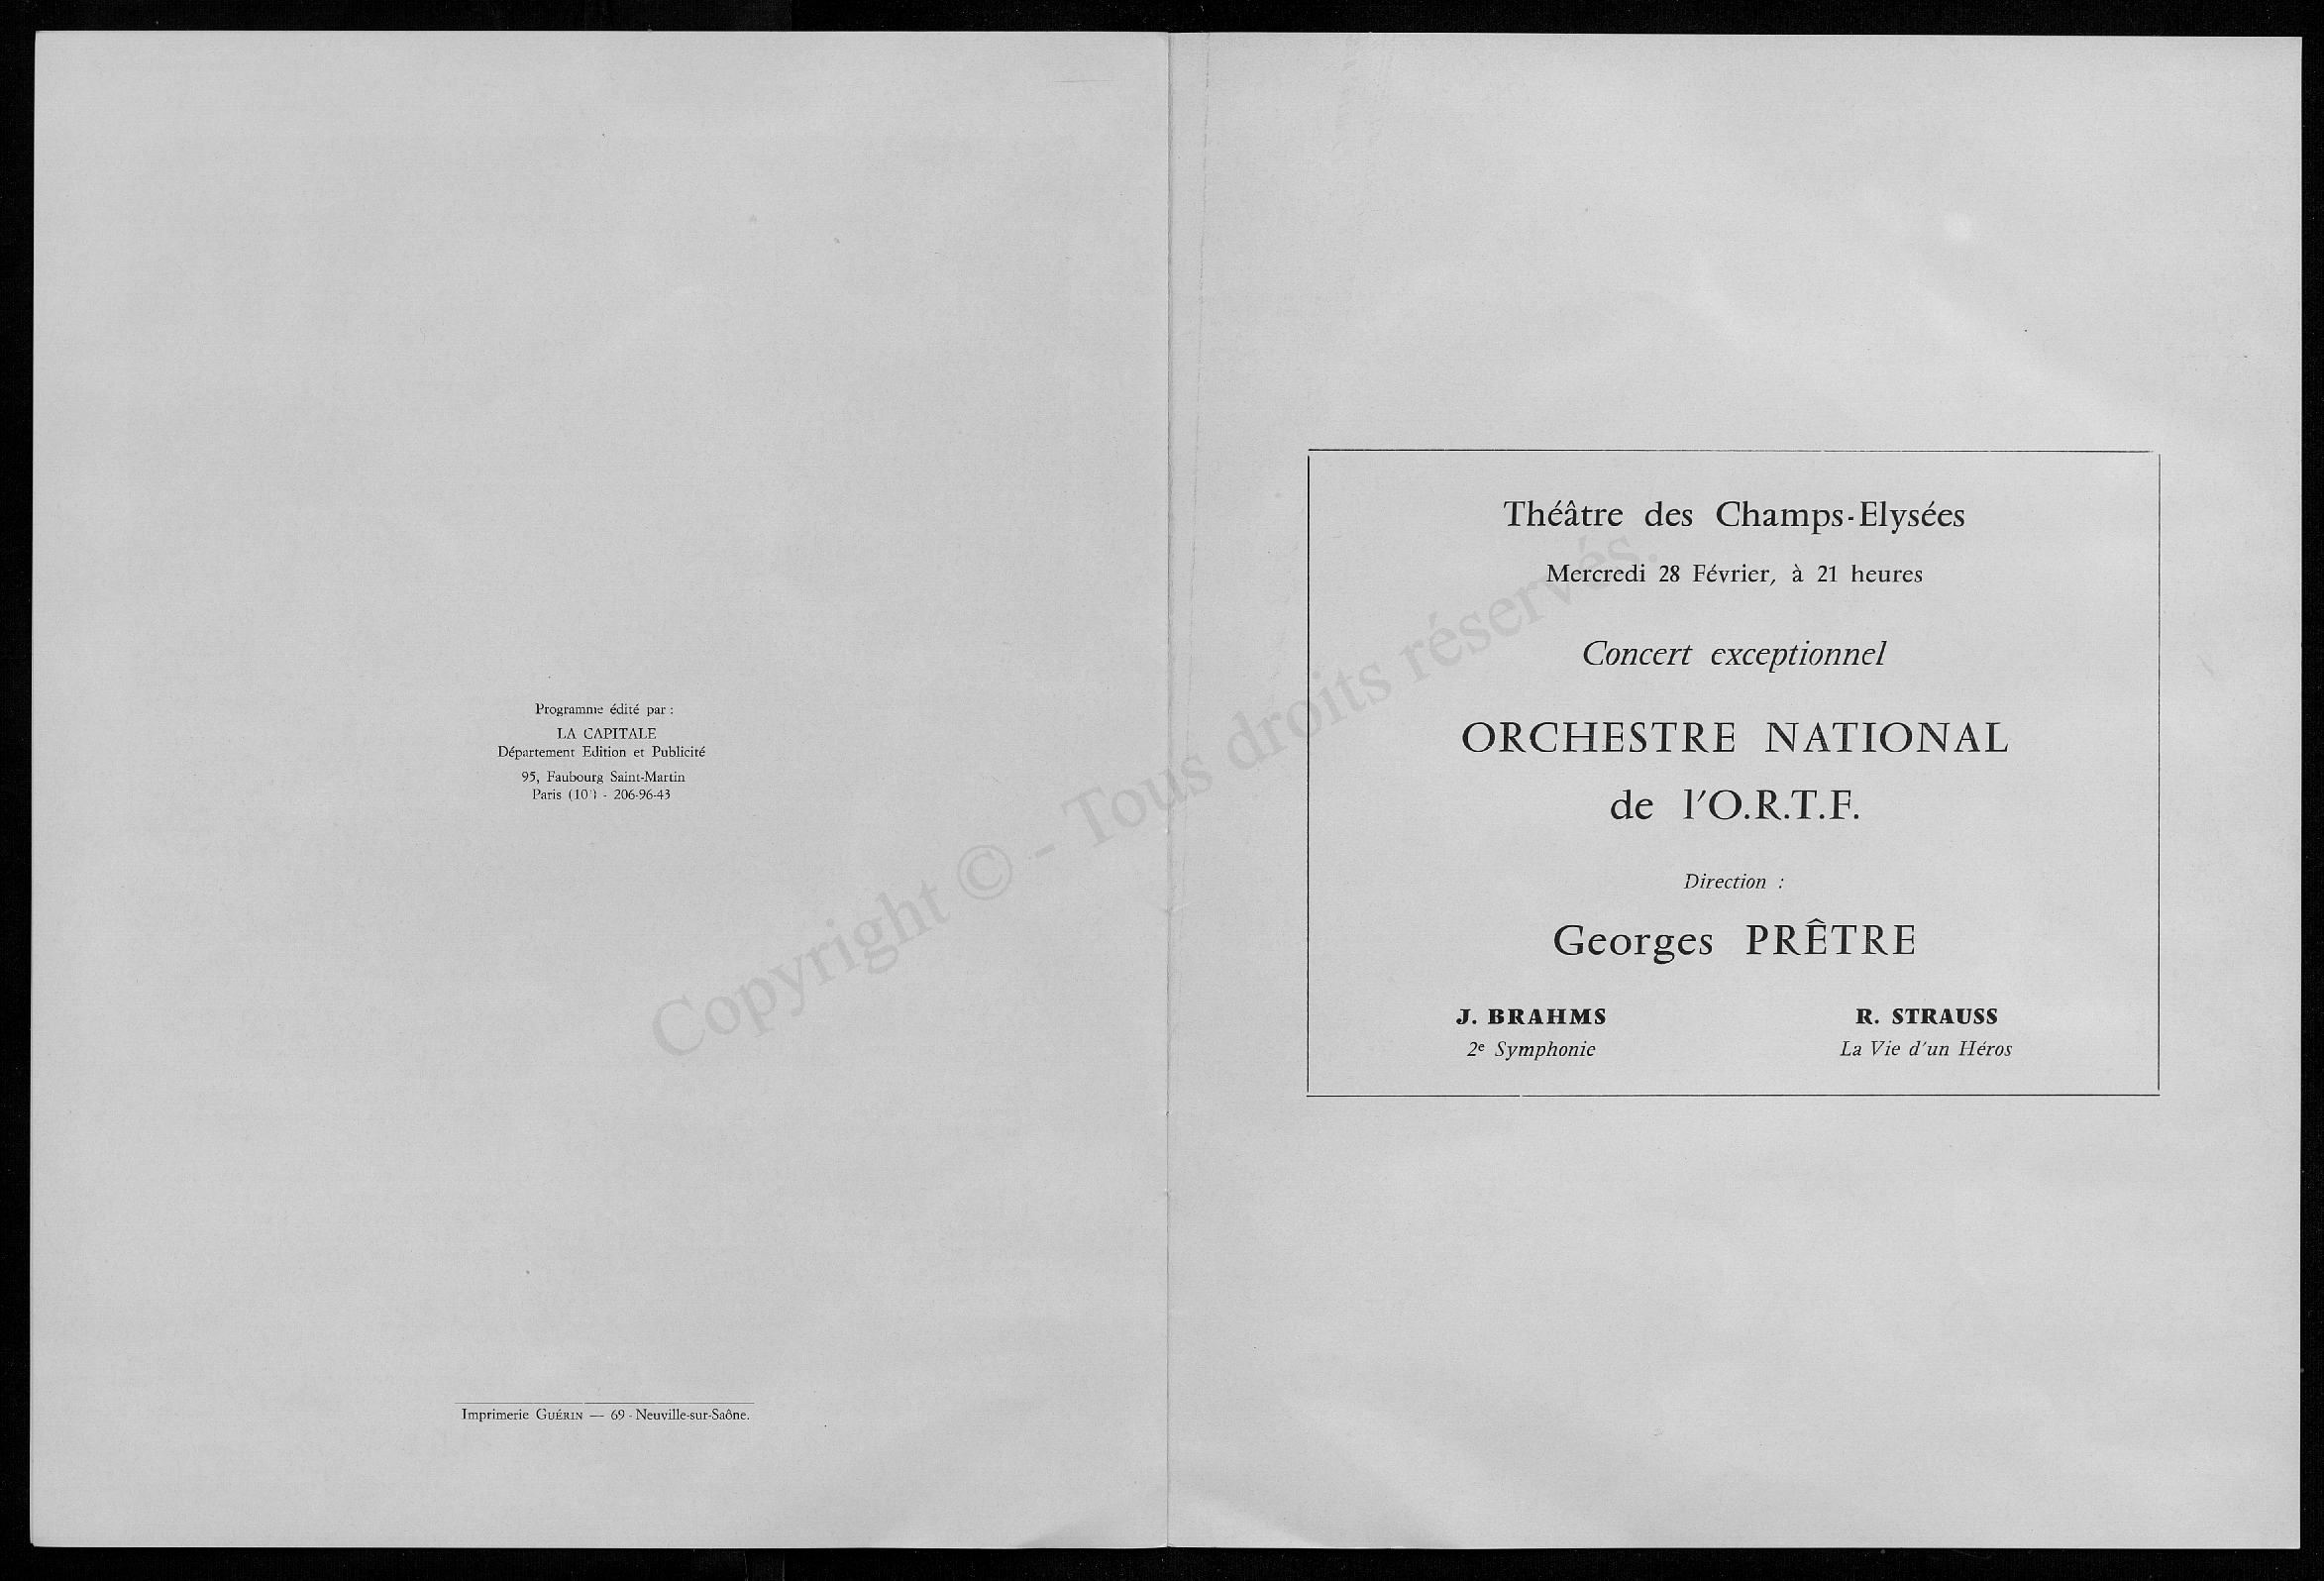 Programme édité par :
LA CAPITALE
Département Edition et Publicité
95, Faubourg Saint-Martin
Paris (10e) - 206-96-43
Imprimerie GUÉRIN — 69 - Neuville-sur-Saône.
Théâtre des Champs-Elysées
Mercredi 28 Février, à 21 heures
Concert exceptionnel
ORCHESTRE NATIONAL
de l'O.R.T.F.
Direction :
Georges PRÊTRE
J. BRAHMS
2e Symphonie
R. STRAUSS
La Vie d'un Héros
Copyright © - Tous droits réservés.